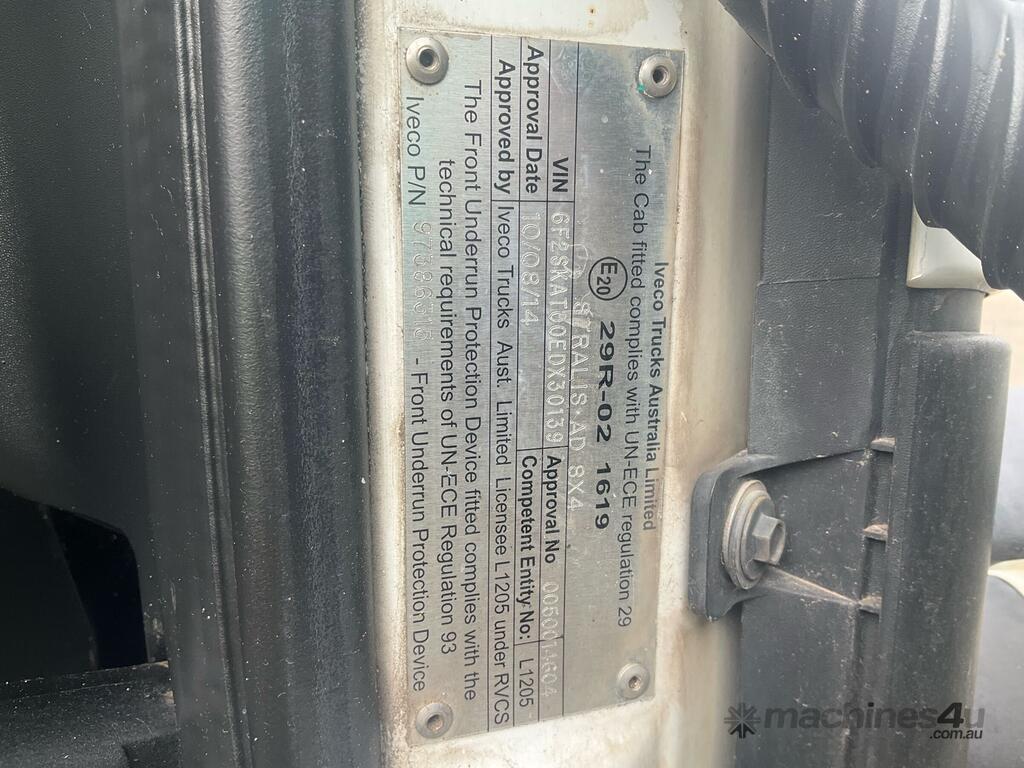 Iveco Trucks Australia Limited
The Cab fitted complies with UN-ECE regulation 29
E20 29R-02 1619
STRALIS AD 8X4
VIN 6F2SKAT60E0X30139 Approval No
Approval Date 10/08/14 Competent Entity No: L1205
Approved by Iveco Trucks Aust. Limited Licensee L1205 under RVCS
The Front Underrun Protection Device fitted complies with the
technical requirements of UN-ECE Regulation 93
Iveco P/N - Front Underrun Protection Device
machines4u
.com.au